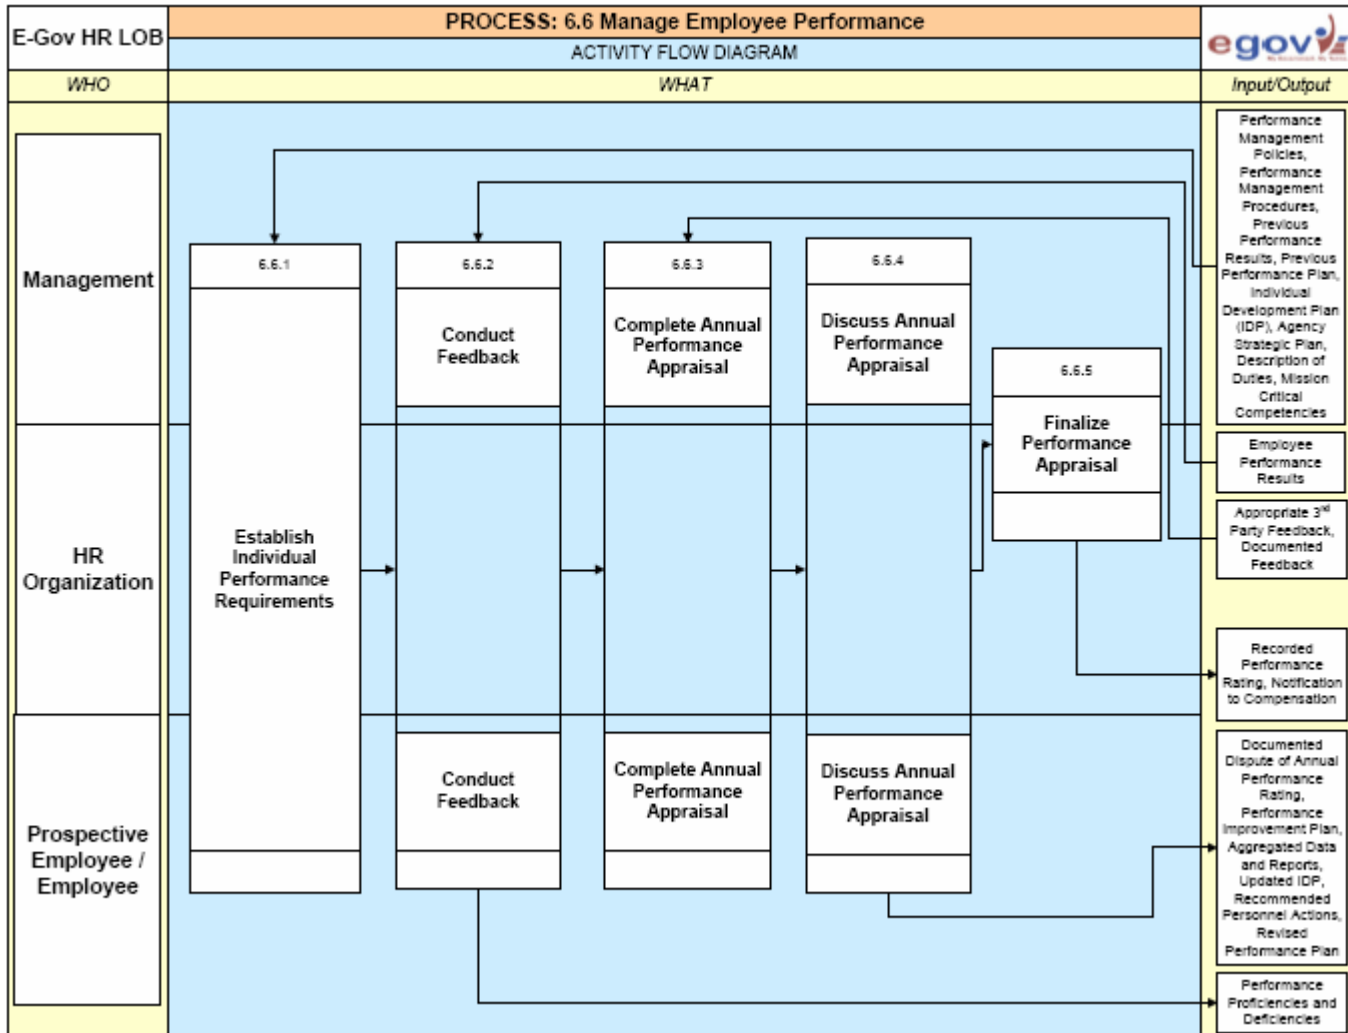 E-Gov HR LOB
PROCESS: 6.6 Manage Employee Performance
ACTIVITY FLOW DIAGRAM
egov
WHO
WHAT
Input/Output
Management
HR
Organization
Prospective
Employee /
Employee
6.6.1
Establish
Individual
Performance
Requirements
6.6.2
Conduct
Feedback
Conduct
Feedback
6.6.3
Complete Annual
Performance
Appraisal
Complete Annual
Performance
Appraisal
6.6.4
Discuss Annual
Performance
Appraisal
Discuss Annual
Performance
Appraisal
6.6.5
Finalize
Performance
Appraisal
Performance
Management
Policies,
Performance
Management
Procedures,
Previous
Performance
Results, Previous
Performance Plan,
Individual
Development Plan
(IDP), Agency
Strategic Plan,
Description of
Duties, Mission
Critical
Competencies
Employee
Performance
Results
Appropriate 3rd
Party Feedback,
Documented
Feedback
Recorded
Performance
Rating, Notification
to Compensation
Documented
Dispute of Annual
Performance
Rating,
Performance
Improvement Plan,
Aggregated Data
and Reports,
Updated IDP,
Recommended
Personnel Actions,
Revised
Performance Plan
Performance
Proficiencies and
Deficiencies